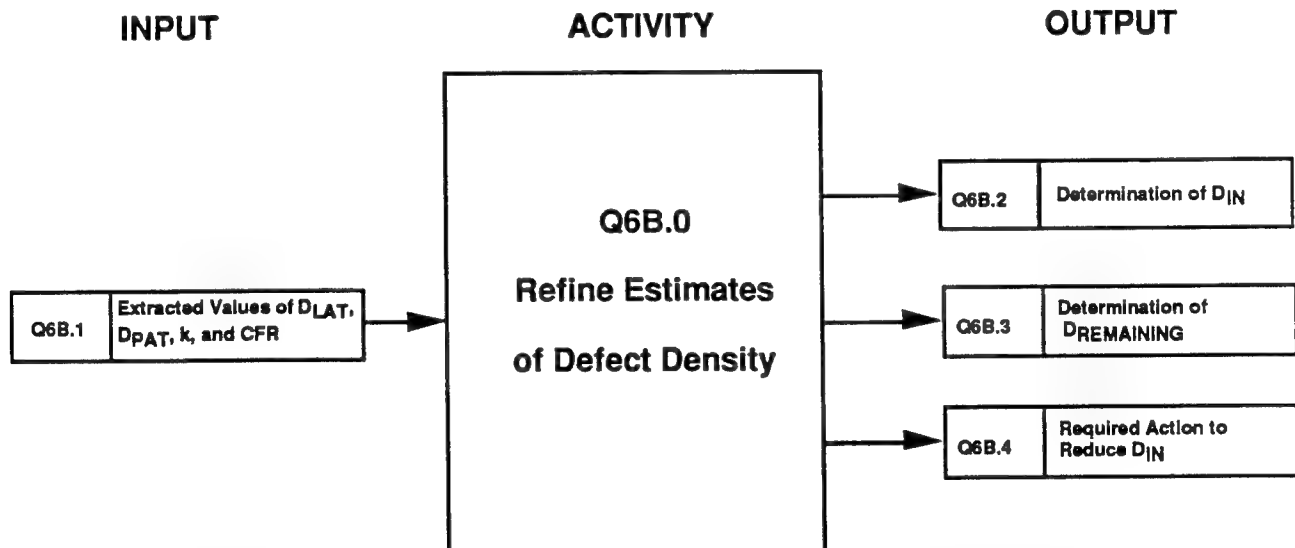 INPUT
ACTIVITY
OUTPUT
Q6B.1
Extracted Values of DLAT,
DPAT, k, and CFR
Q6B.0
Refine Estimates
of Defect Density
Q6B.2
Determination of DIN
Q6B.3
Determination of
DREMAINING
Q6B.4
Required Action to
Reduce DIN